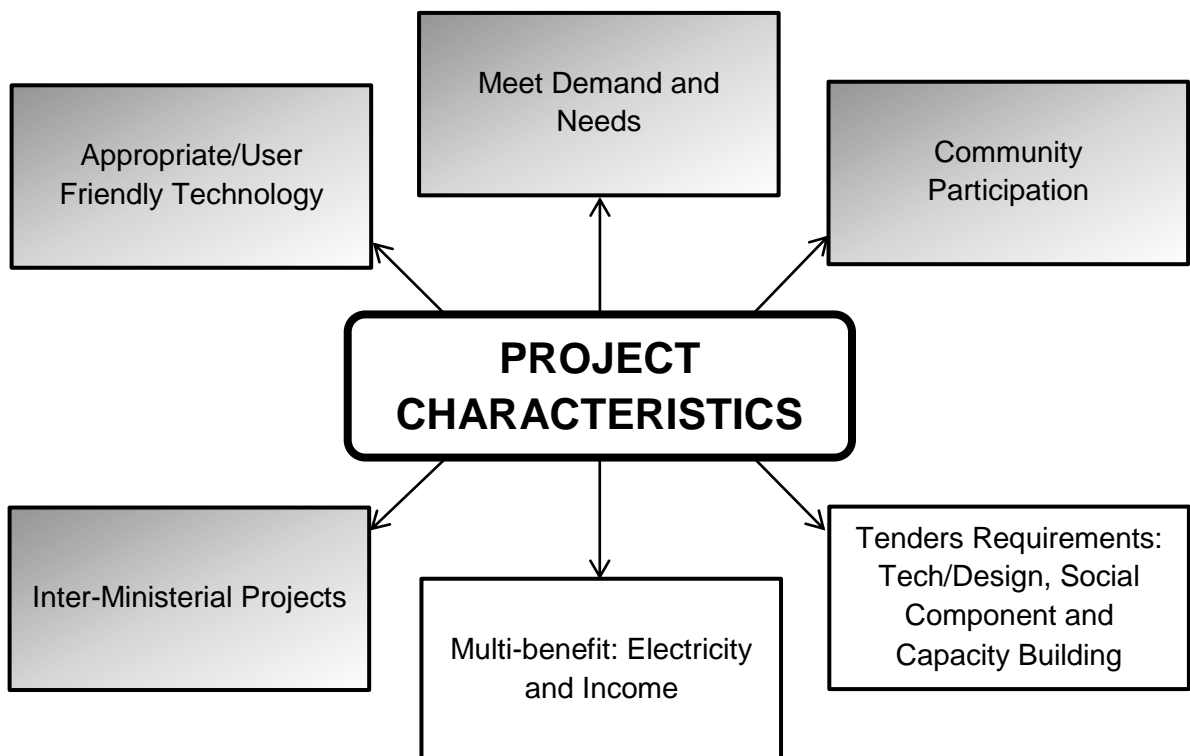 Meet Demand and
Needs
Appropriate/User
Friendly Technology
Community
Participation
PROJECT
CHARACTERISTICS
Inter-Ministerial Projects
Multi-benefit: Electricity
and Income
Tenders Requirements:
Tech/Design, Social
Component and
Capacity Building